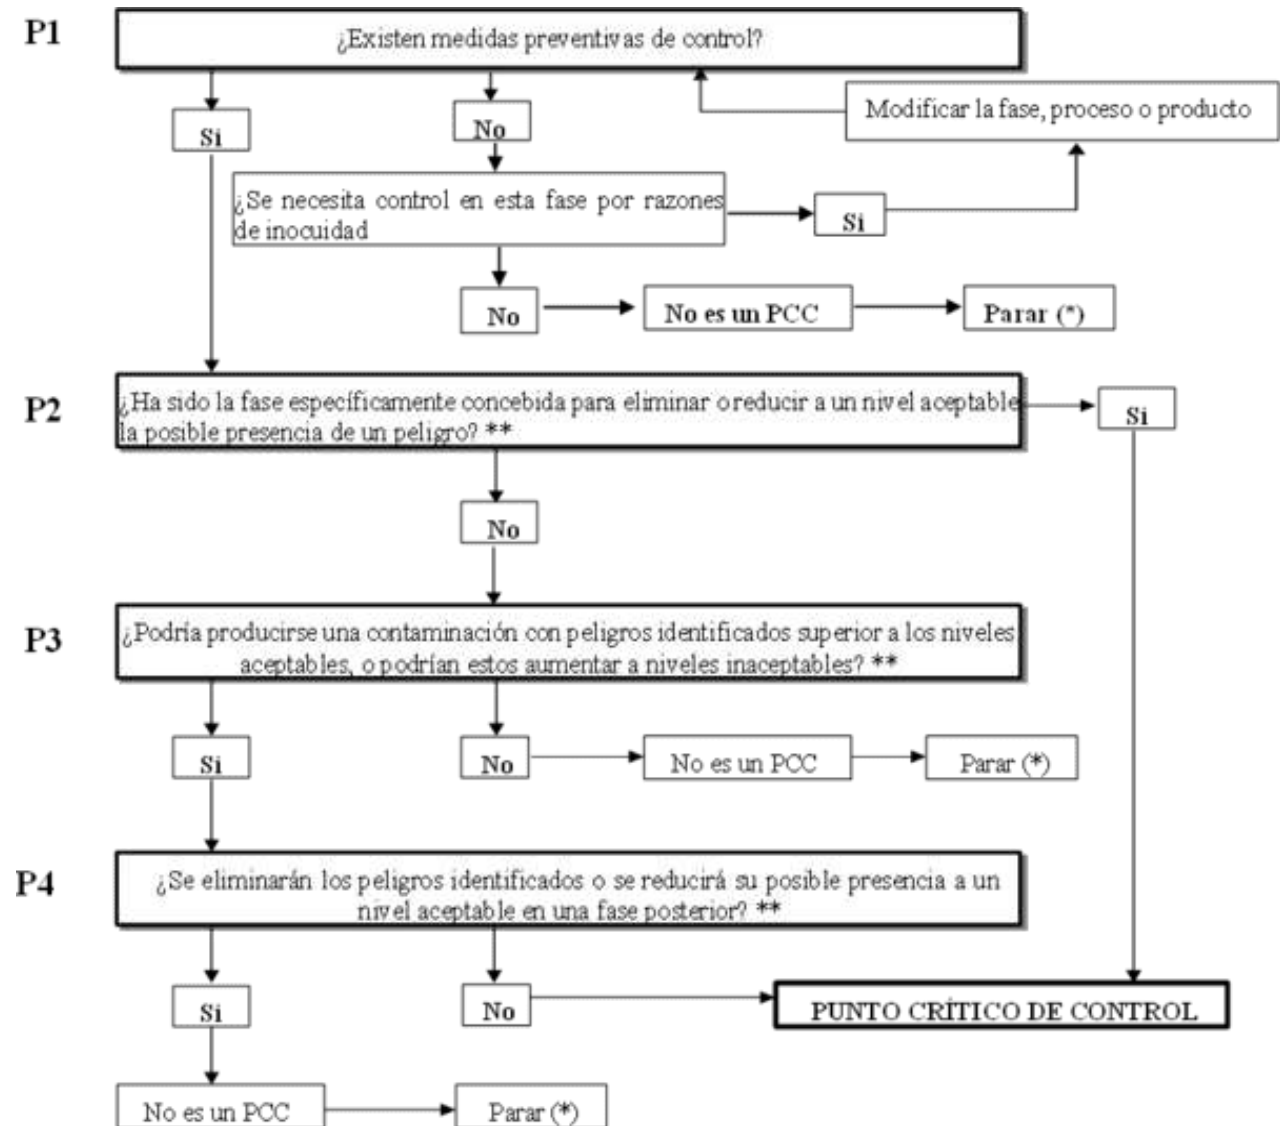 P1
¿Existen medidas preventivas de control?
Modificar la fase, proceso o producto
Si
No
¿Se necesita control en esta fase por razones
de inocuidad
Si
No
No es un PCC
Parar (*)
P2
¿Ha sido la fase específicamente concebida para eliminar o reducir a un nivel aceptable
la posible presencia de un peligro? **
Si
No
P3
¿Podría producirse una contaminación con peligros identificados superior a los niveles
aceptables, o podrían estos aumentar a niveles inaceptables? **
Si
No
No es un PCC
Parar (*)
P4
¿Se eliminarán los peligros identificados o se reducirá su posible presencia a un
nivel aceptable en una fase posterior? **
Si
No
PUNTO CRÍTICO DE CONTROL
No es un PCC
Parar (*)